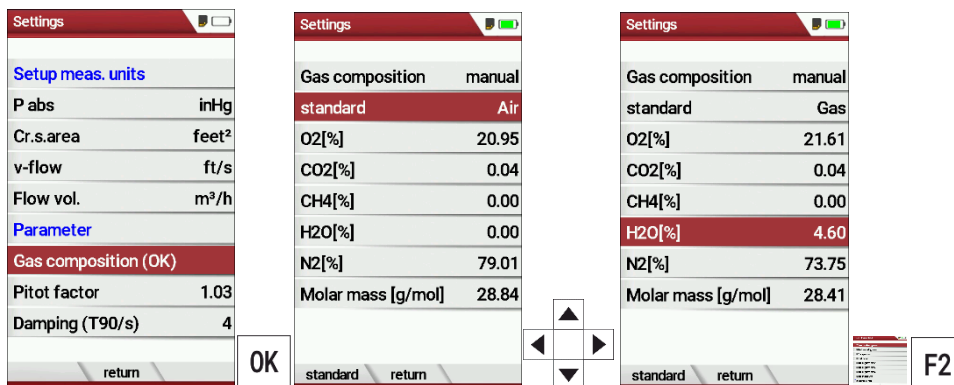 Settings
Setup meas. units
P abs inHg
Cr.s.area feet²
v-flow ft/s
Flow vol. m³/h
Parameter
Gas composition (OK)
Pitot factor 1.03
Damping (T90/s) 4
return
OK
Settings
Gas composition manual
standard Air
O2[%] 20.95
CO2[%] 0.04
CH4[%] 0.00
H2O[%] 0.00
N2[%] 79.01
Molar mass [g/mol] 28.84
standard return
Settings
Gas composition manual
standard Gas
O2[%] 21.61
CO2[%] 0.04
CH4[%] 0.00
H2O[%] 4.60
N2[%] 73.75
Molar mass [g/mol] 28.41
standard return
F2